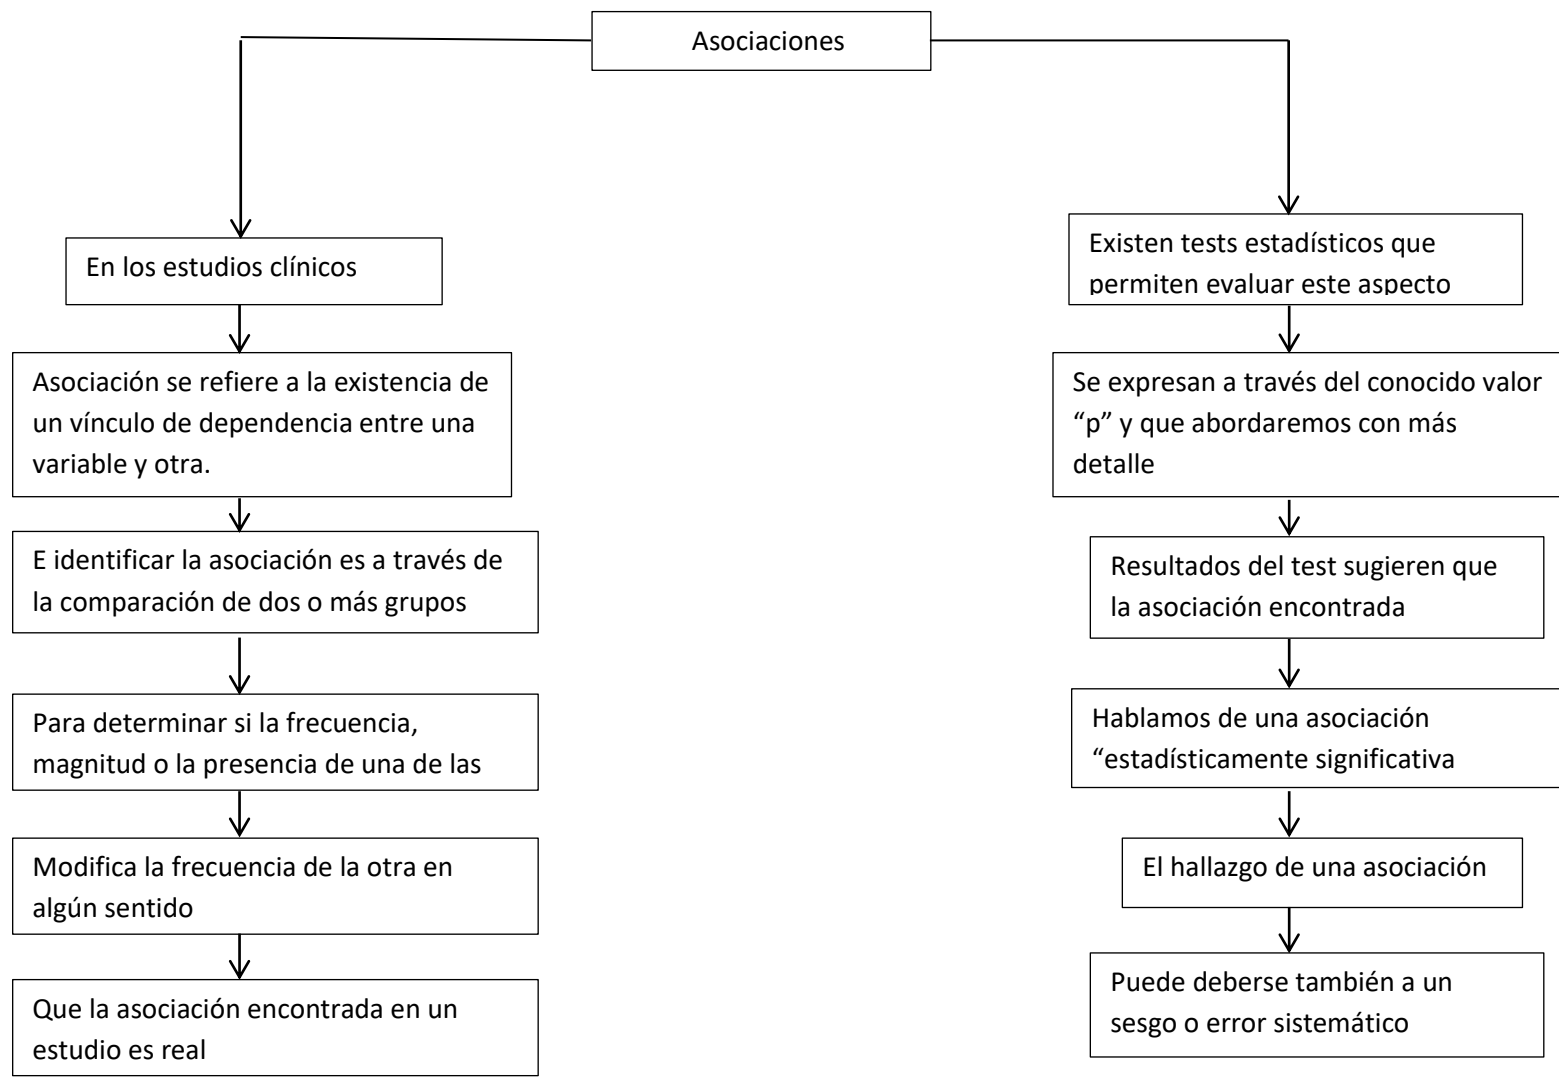 Asociaciones
En los estudios clínicos
Asociación se refiere a la existencia de
un vínculo de dependencia entre una
variable y otra.
E identificar la asociación es a través de
la comparación de dos o más grupos
Para determinar si la frecuencia,
magnitud o la presencia de una de las
Modifica la frecuencia de la otra en
algún sentido
Que la asociación encontrada en un
estudio es real
Existen tests estadísticos que
permiten evaluar este aspecto
Se expresan a través del conocido valor
“p” y que abordaremos con más
detalle
Resultados del test sugieren que
la asociación encontrada
Hablamos de una asociación
“estadísticamente significativa
El hallazgo de una asociación
Puede deberse también a un
sesgo o error sistemático